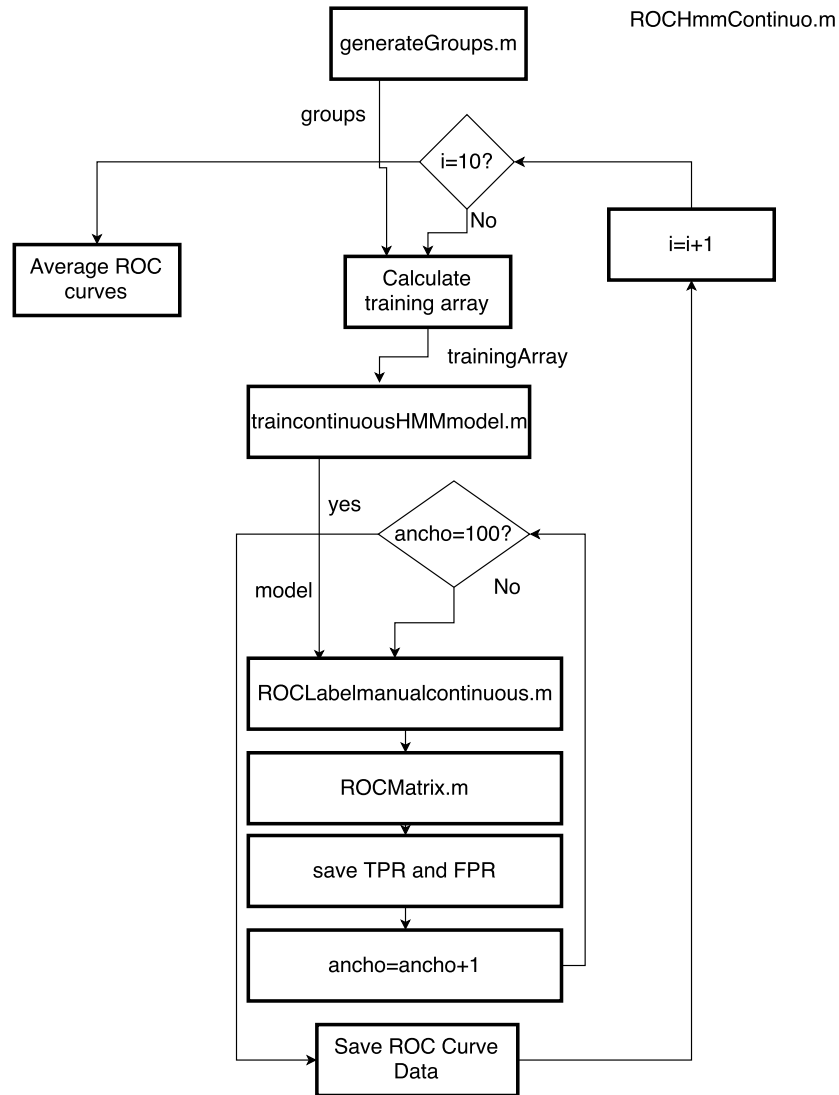 ROCHmmContinuo.m
generateGroups.m
groups
i=10?
No
i=i+1
Average ROC
curves
Calculate
training array
trainingArray
traincontinuousHMMmodel.m
yes
ancho=100?
model
No
ROCLabelmanualcontinuous.m
ROCMatrix.m
save TPR and FPR
ancho=ancho+1
Save ROC Curve
Data